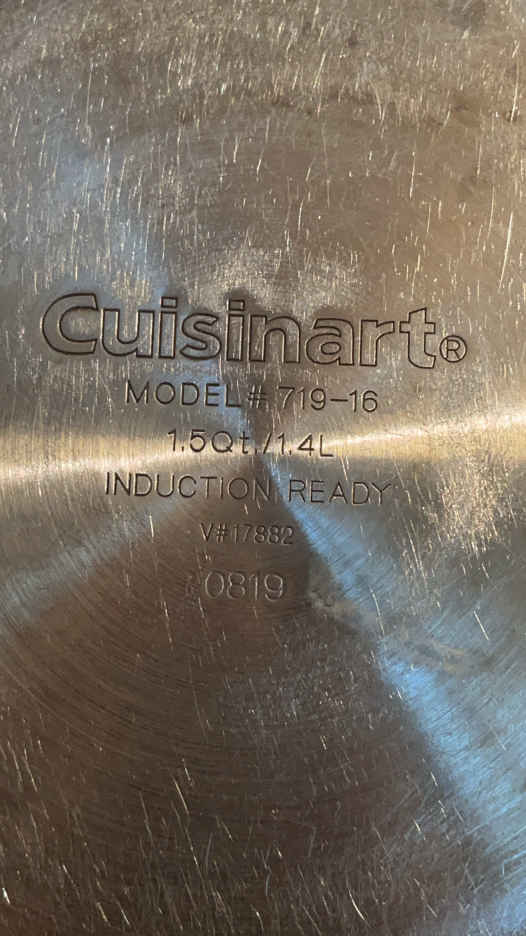 Cuisinart®
MODEL# 719-16
1.5Qt./1.4L
INDUCTION READY
V#17882
0819